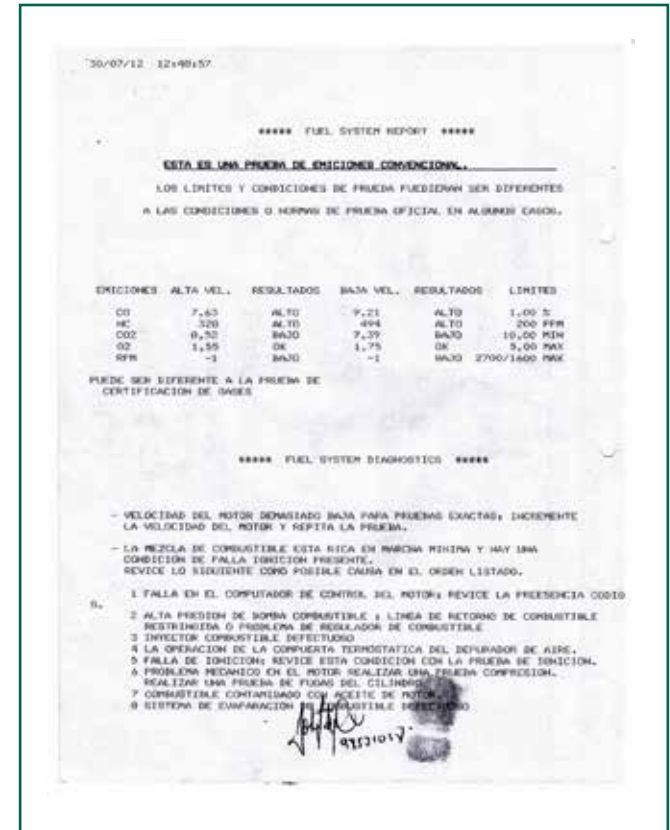 30/07/12 12:48:57
***** FUEL SYSTEM REPORT *****
ESTA ES UNA PRUEBA DE EMICIONES CONVENCIONAL.
LOS LIMITES Y CONDICIONES DE PRUEBA PUEDIERAN SER DIFERENTES
A LAS CONDICIONES O NORMAS DE PRUEBA OFICIAL EN ALGUNOS CASOS.
EMICIONES ALTA VEL. RESULTADOS BAJA VEL. RESULTADOS LIMITES
CO 7,63 ALTO 9,21 ALTO 1,00 %
HC 320 ALTO 494 ALTO 200 PPM
CO2 8,52 BAJO 7,39 BAJO 10,00 MIN
O2 1,55 OK 1,75 OK 5,00 MAX
RPM -1 BAJO -1 BAJO 2700/1600 MAX
PUEDE SER DIFERENTE A LA PRUEBA DE
CERTIFICACION DE GASES
***** FUEL SYSTEM DIAGNOSTICS *****
- VELOCIDAD DEL MOTOR DEMASIADO BAJA PARA PRUEBAS EXACTAS; INCREMENTE
LA VELOCIDAD DEL MOTOR Y REPITA LA PRUEBA.
- LA MEZCLA DE COMBUSTIBLE ESTA RICA EN MARCHA MINIMA Y HAY UNA
CONDICION DE FALLA IGNICION PRESENTE.
REVICE LO SIGUIENTE COMO POSIBLE CAUSA EN EL ORDEN LISTADO.
1 FALLA EN EL COMPUTADOR DE CONTROL DEL MOTOR; REVICE LA PREESENCIA CODIGO
S.
2 ALTA PRESION DE BOMBA COMBUSTIBLE ; LINEA DE RETORNO DE COMBUSTIBLE
RESTRINGIDA O PROBLEMA DE REGULADOR DE COMBUSTIBLE
3 INYECTOR COMBUSTIBLE DEFECTUOSO
4 LA OPERACION DE LA COMPUERTA TERMOSTATICA DEL DEPURADOR DE AIRE.
5 FALLA DE IGNICION; REVICE ESTA CONDICION CON LA PRUEBA DE IGNICION.
6 PROBLEMA MECANICO EN EL MOTOR REALIZAR UNA PRUEBA COMPRESION.
REALIZAR UNA PRUEBA DE FUGAS DEL CILINDRO
7 COMBUSTIBLE CONTAMIDADO CON ACEITE DE MOTOR
8 SISTEMA DE EVAPARACION DE COMBUSTIBLE DEFECTUOSO